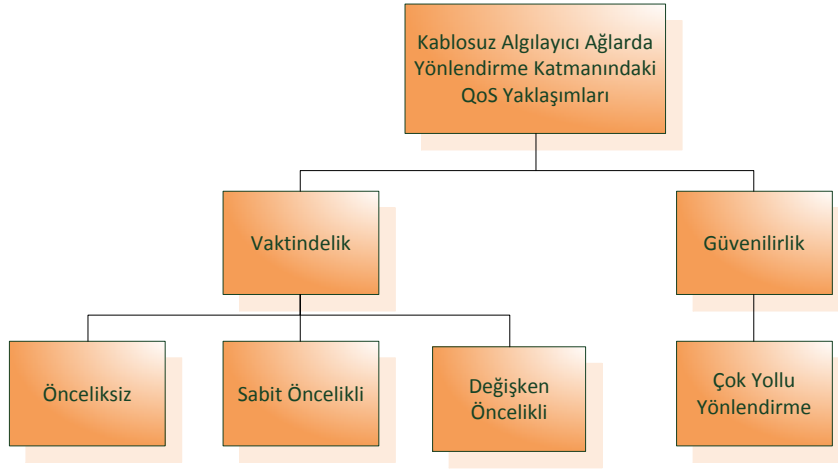 Kablosuz Algılayıcı Ağlarda
Yönlendirme Katmanındaki
QoS Yaklaşımları
Vaktindelik
Güvenilirlik
Önceliksiz
Sabit Öncelikli
Değişken
Öncelikli
Çok Yollu
Yönlendirme